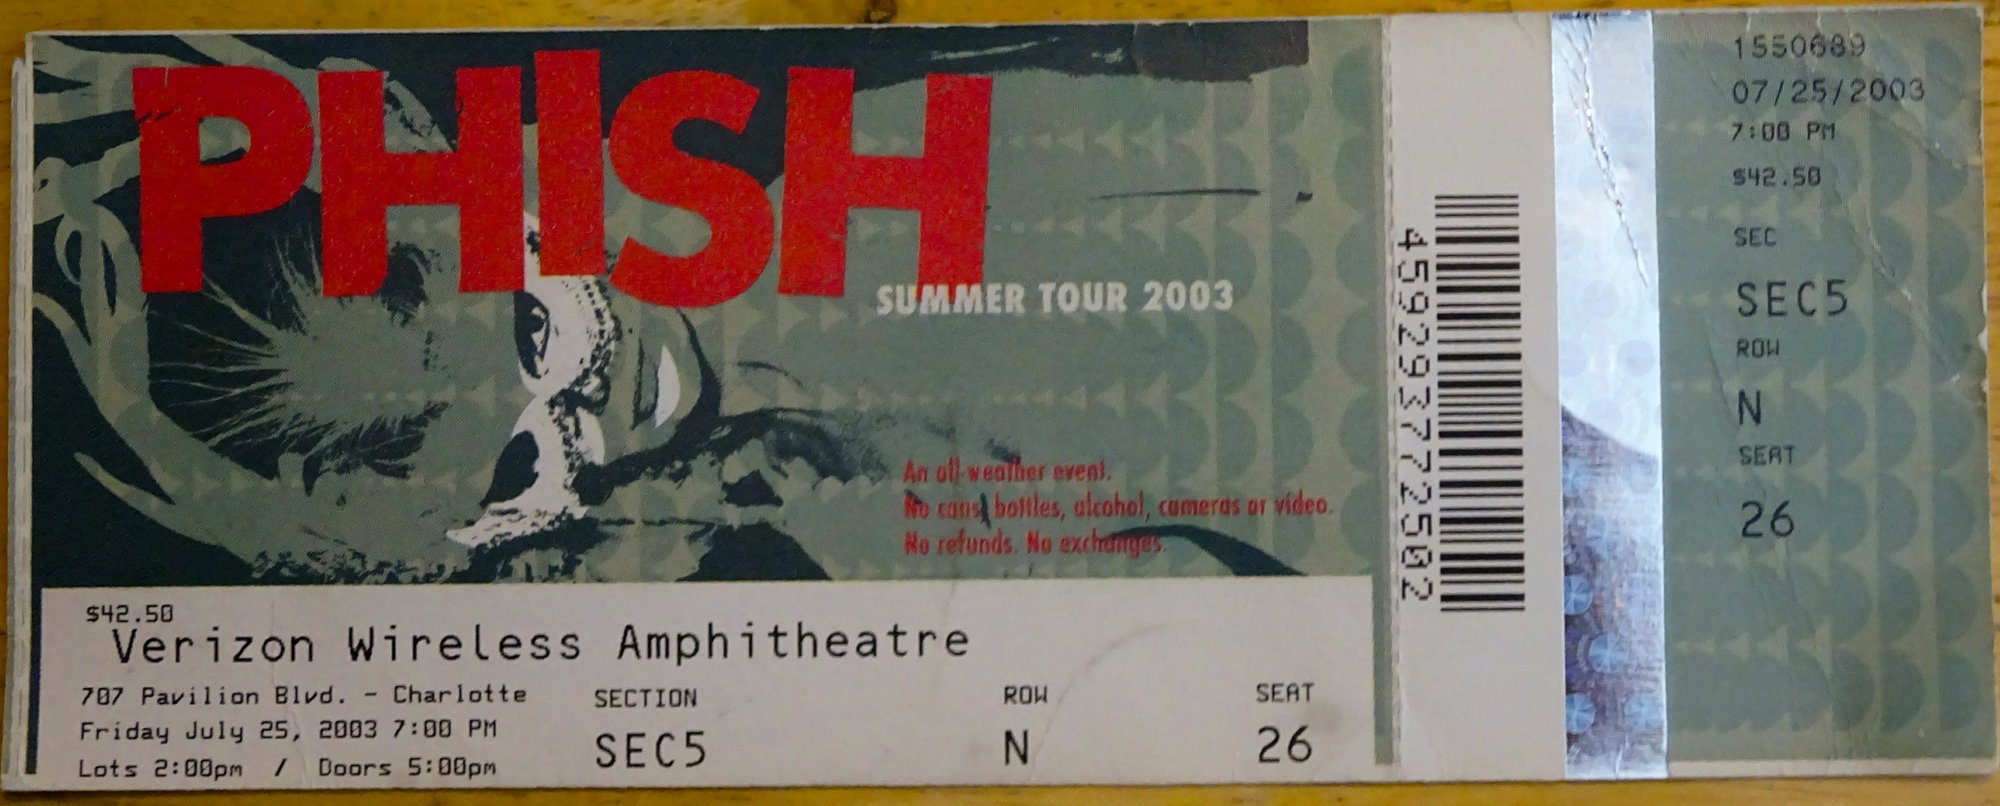 PHISH
SUMMER TOUR 2003
An all-weather event.
No cans, bottles, alcohol, cameras or video.
No refunds. No exchanges.
$42.50
Verizon Wireless Amphitheatre
707 Pavilion Blvd. - Charlotte
Friday July 25, 2003 7:00 PM
Lots 2:00pm / Doors 5:00pm
SECTION
SEC5
ROW
N
SEAT
26
459293772502
1550689
07/25/2003
7:00 PM
$42.50
SEC
SEC5
ROW
N
SEAT
26